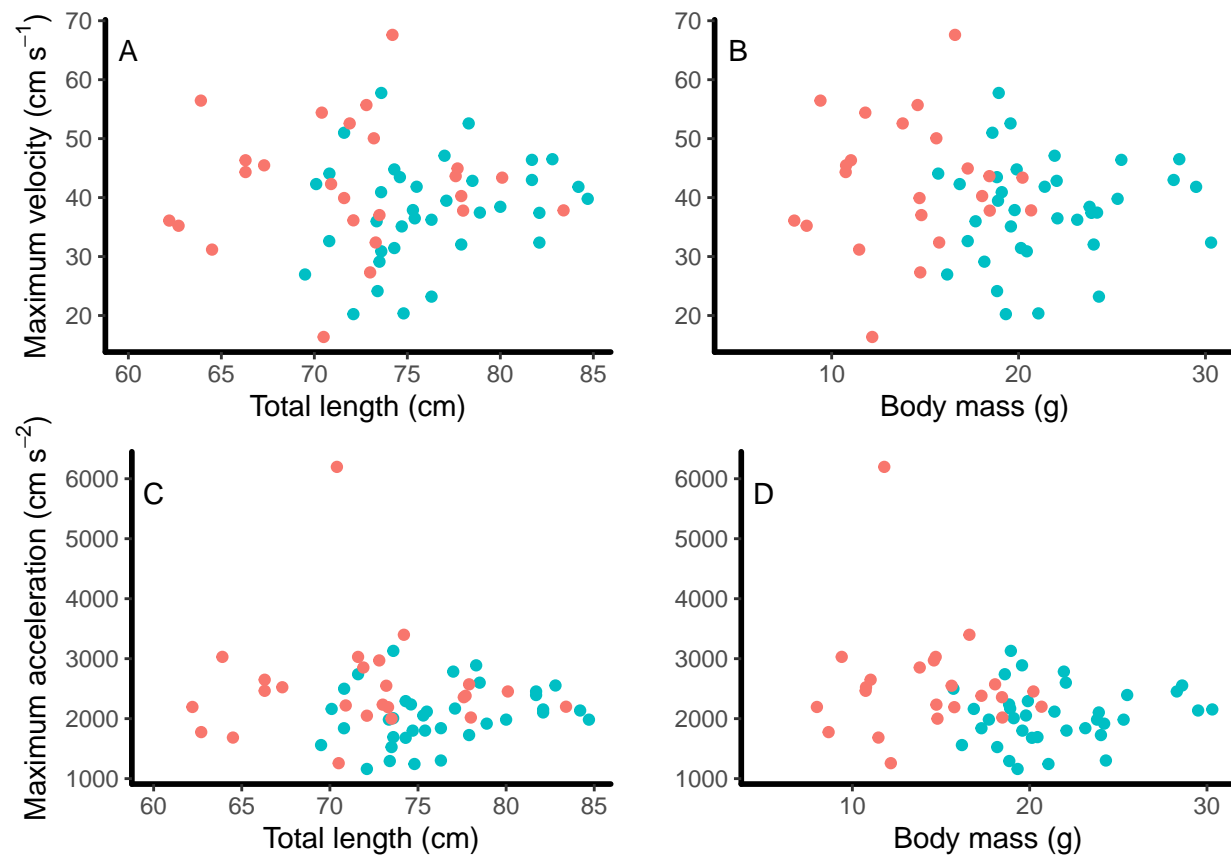 A
Maximum velocity (cm s⁻¹)
70
60
50
40
30
20
60 65 70 75 80 85
Total length (cm)
B
70
60
50
40
30
20
10 20 30
Body mass (g)
C
Maximum acceleration (cm s⁻²)
6000
5000
4000
3000
2000
1000
60 65 70 75 80 85
Total length (cm)
D
6000
5000
4000
3000
2000
1000
10 20 30
Body mass (g)